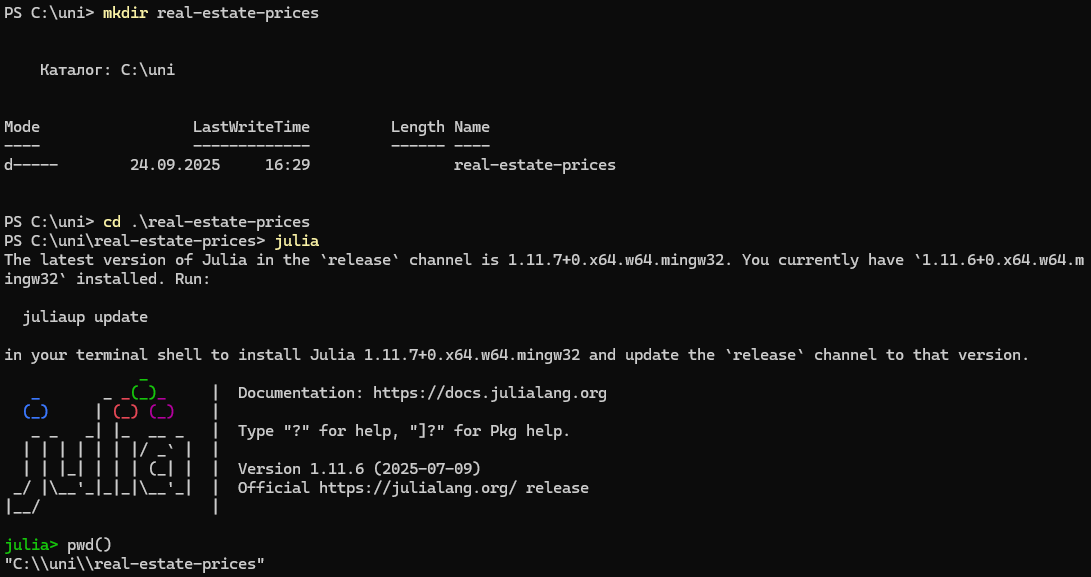 PS C:\uni> mkdir real-estate-prices
    Каталог: C:\uni
Mode                 LastWriteTime         Length Name
----                 -------------         ------ ----
d-----        24.09.2025     16:29                real-estate-prices
PS C:\uni> cd .\real-estate-prices
PS C:\uni\real-estate-prices> julia
The latest version of Julia in the `release` channel is 1.11.7+0.x64.w64.mingw32. You currently have `1.11.6+0.x64.w64.m
ingw32` installed. Run:
  juliaup update
in your terminal shell to install Julia 1.11.7+0.x64.w64.mingw32 and update the `release` channel to that version.
               _
   _       _ _(_)_     |  Documentation: https://docs.julialang.org
  (_)     | (_) (_)    |
   _ _   _| |_  __ _   |  Type "?" for help, "]?" for Pkg help.
  | | | | | | |/ _` |  |
  | | |_| | | | (_| |  |  Version 1.11.6 (2025-07-09)
 _/ |\__'_|_|_|\__'_|  |  Official https://julialang.org/ release
|__/                   |
julia> pwd()
"C:\\uni\\real-estate-prices"